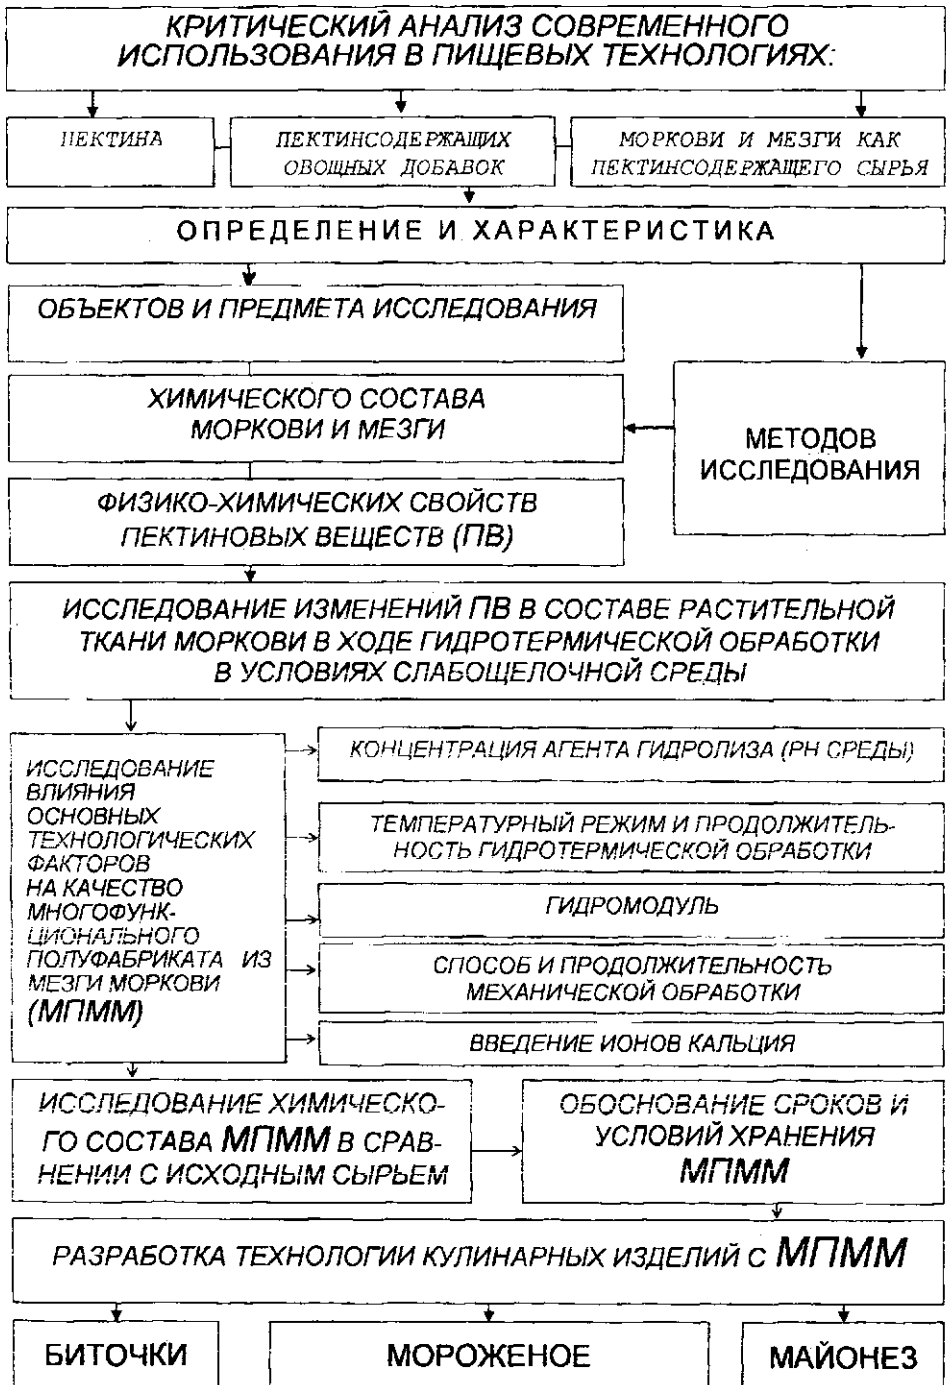 КРИТИЧЕСКИЙ АНАЛИЗ СОВРЕМЕННОГО
ИСПОЛЬЗОВАНИЯ В ПИЩЕВЫХ ТЕХНОЛОГИЯХ:
ПЕКТИНА
ПЕКТИНСОДЕРЖАЩИХ
ОВОЩНЫХ ДОБАВОК
МОРКОВИ И МЕЗГИ КАК
ПЕКТИНСОДЕРЖАЩЕГО СЫРЬЯ
ОПРЕДЕЛЕНИЕ И ХАРАКТЕРИСТИКА
ОБЪЕКТОВ И ПРЕДМЕТА ИССЛЕДОВАНИЯ
ХИМИЧЕСКОГО СОСТАВА
МОРКОВИ И МЕЗГИ
МЕТОДОВ
ИССЛЕДОВАНИЯ
ФИЗИКО-ХИМИЧЕСКИХ СВОЙСТВ
ПЕКТИНОВЫХ ВЕЩЕСТВ (ПВ)
ИССЛЕДОВАНИЕ ИЗМЕНЕНИЙ ПВ В СОСТАВЕ РАСТИТЕЛЬНОЙ
ТКАНИ МОРКОВИ В ХОДЕ ГИДРОТЕРМИЧЕСКОЙ ОБРАБОТКИ
В УСЛОВИЯХ СЛАБОЩЕЛОЧНОЙ СРЕДЫ
ИССЛЕДОВАНИЕ
ВЛИЯНИЯ
ОСНОВНЫХ
ТЕХНОЛОГИЧЕСКИХ
ФАКТОРОВ
НА КАЧЕСТВО
МНОГОФУНК-
ЦИОНАЛЬНОГО
ПОЛУФАБРИКАТА ИЗ
МЕЗГИ МОРКОВИ
(МПММ)
КОНЦЕНТРАЦИЯ АГЕНТА ГИДРОЛИЗА (РН СРЕДЫ)
ТЕМПЕРАТУРНЫЙ РЕЖИМ И ПРОДОЛЖИТЕЛЬ-
НОСТЬ ГИДРОТЕРМИЧЕСКОЙ ОБРАБОТКИ
ГИДРОМОДУЛЬ
СПОСОБ И ПРОДОЛЖИТЕЛЬНОСТЬ
МЕХАНИЧЕСКОЙ ОБРАБОТКИ
ВВЕДЕНИЕ ИОНОВ КАЛЬЦИЯ
ИССЛЕДОВАНИЕ ХИМИЧЕСКО-
ГО СОСТАВА МПММ В СРАВ-
НЕНИИ С ИСХОДНЫМ СЫРЬЕМ
ОБОСНОВАНИЕ СРОКОВ И
УСЛОВИЙ ХРАНЕНИЯ
МПММ
РАЗРАБОТКА ТЕХНОЛОГИИ КУЛИНАРНЫХ ИЗДЕЛИЙ С МПММ
БИТОЧКИ
МОРОЖЕНОЕ
МАЙОНЕЗ